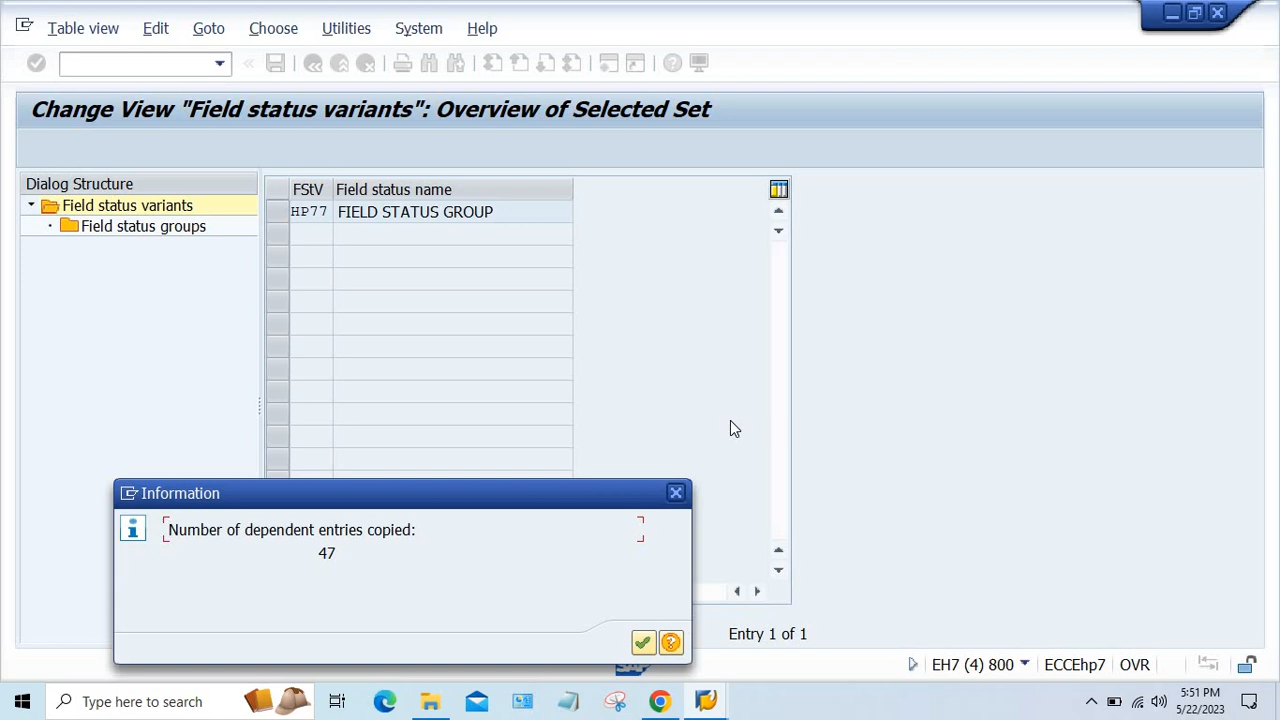 Table view Edit Goto Choose Utilities System Help
Change View "Field status variants": Overview of Selected Set
Dialog Structure
Field status variants
Field status groups
FStV Field status name
HP77 FIELD STATUS GROUP
Information
Number of dependent entries copied:
47
Entry 1 of 1
SAP
EH7 (4) 800 ECCEhp7 OVR
Type here to search
5:51 PM
5/22/2023